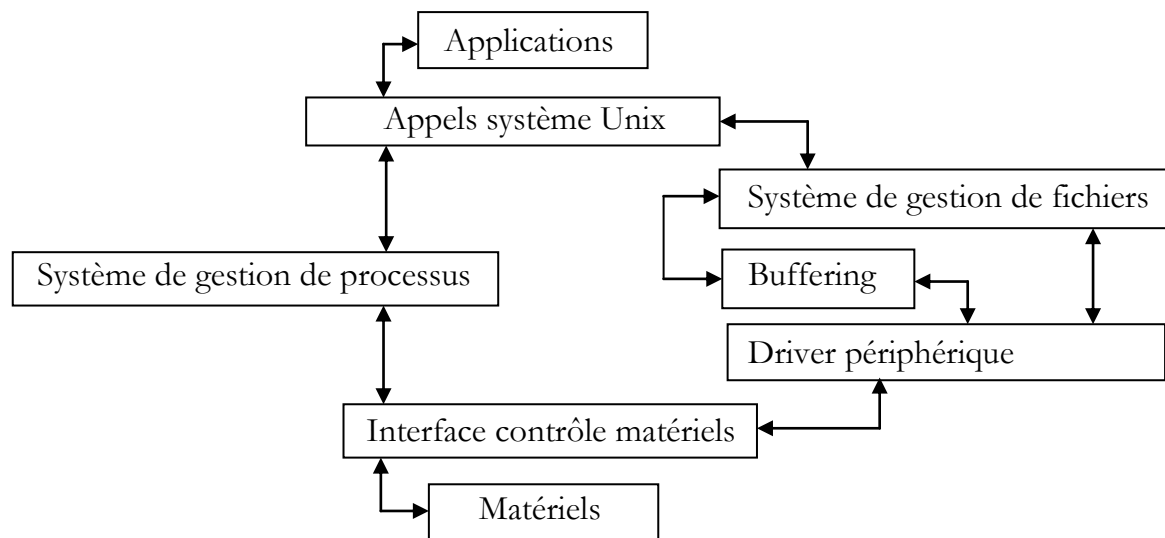 Applications
Appels système Unix
Système de gestion de fichiers
Système de gestion de processus
Buffering
Driver périphérique
Interface contrôle matériels
Matériels